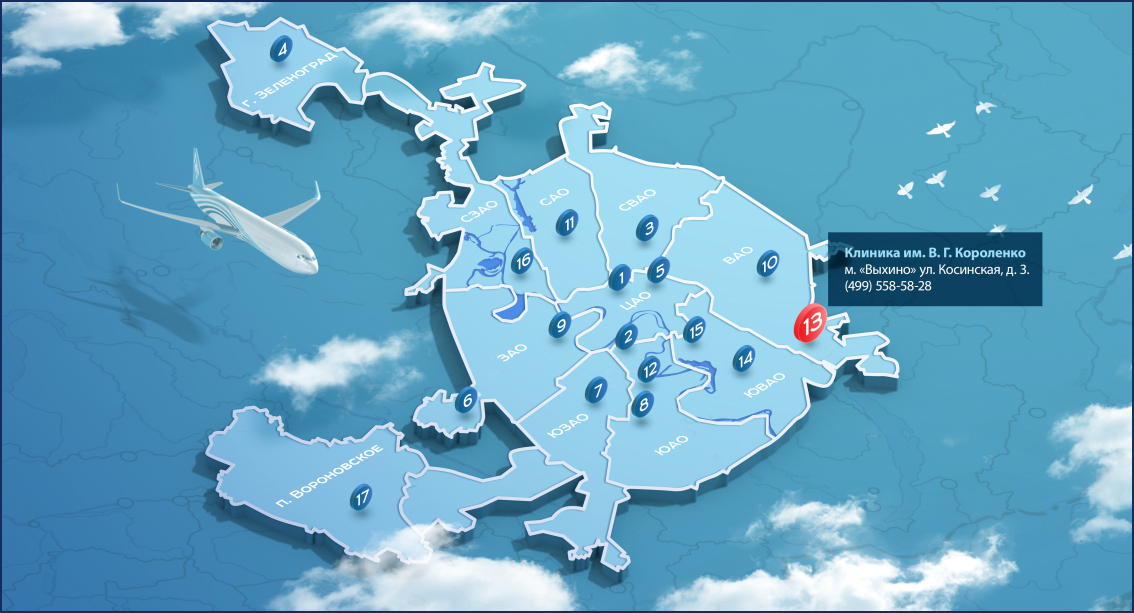 4
г. ЗЕЛЕНОГРАД
СЗАО
САО
СВАО
11
3
ВАО
10
Клиника им. В. Г. Короленко
м. «Выхино» ул. Косинская, д. 3.
(499) 558-58-28
16
1
5
ЦАО
9
2
15
13
ЗАО
12
14
7
ЮВАО
6
8
ЮЗАО
ЮАО
п. ВОРОНОВСКОЕ
17